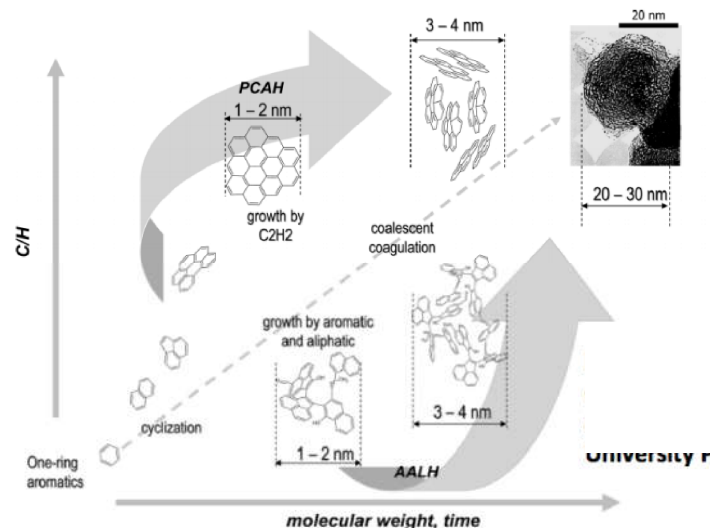 20 nm
3 – 4 nm
PCAH
1 – 2 nm
20 – 30 nm
growth by
C2H2
C/H
coalescent
coagulation
growth by aromatic
and aliphatic
cyclization
3 – 4 nm
One-ring
aromatics
1 – 2 nm
University
AALH
molecular weight, time